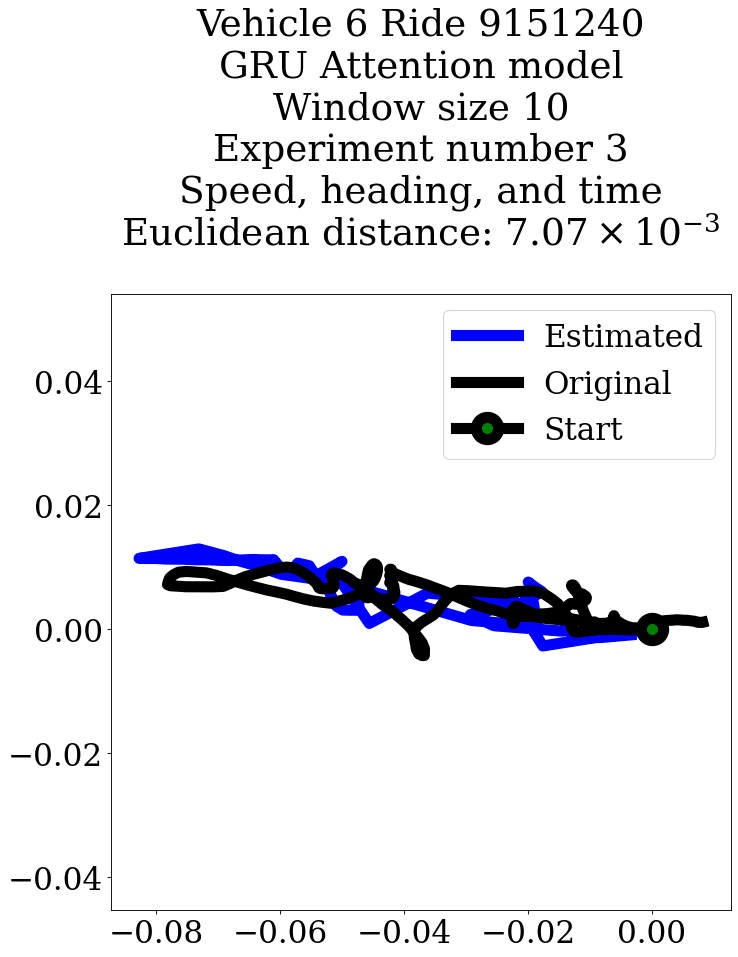 Vehicle 6 Ride 9151240
GRU Attention model
Window size 10
Experiment number 3
Speed, heading, and time
Euclidean distance: 7.07 × 10⁻³
Estimated
Original
Start
0.04
0.02
0.00
−0.02
−0.04
−0.08 −0.06 −0.04 −0.02 0.00